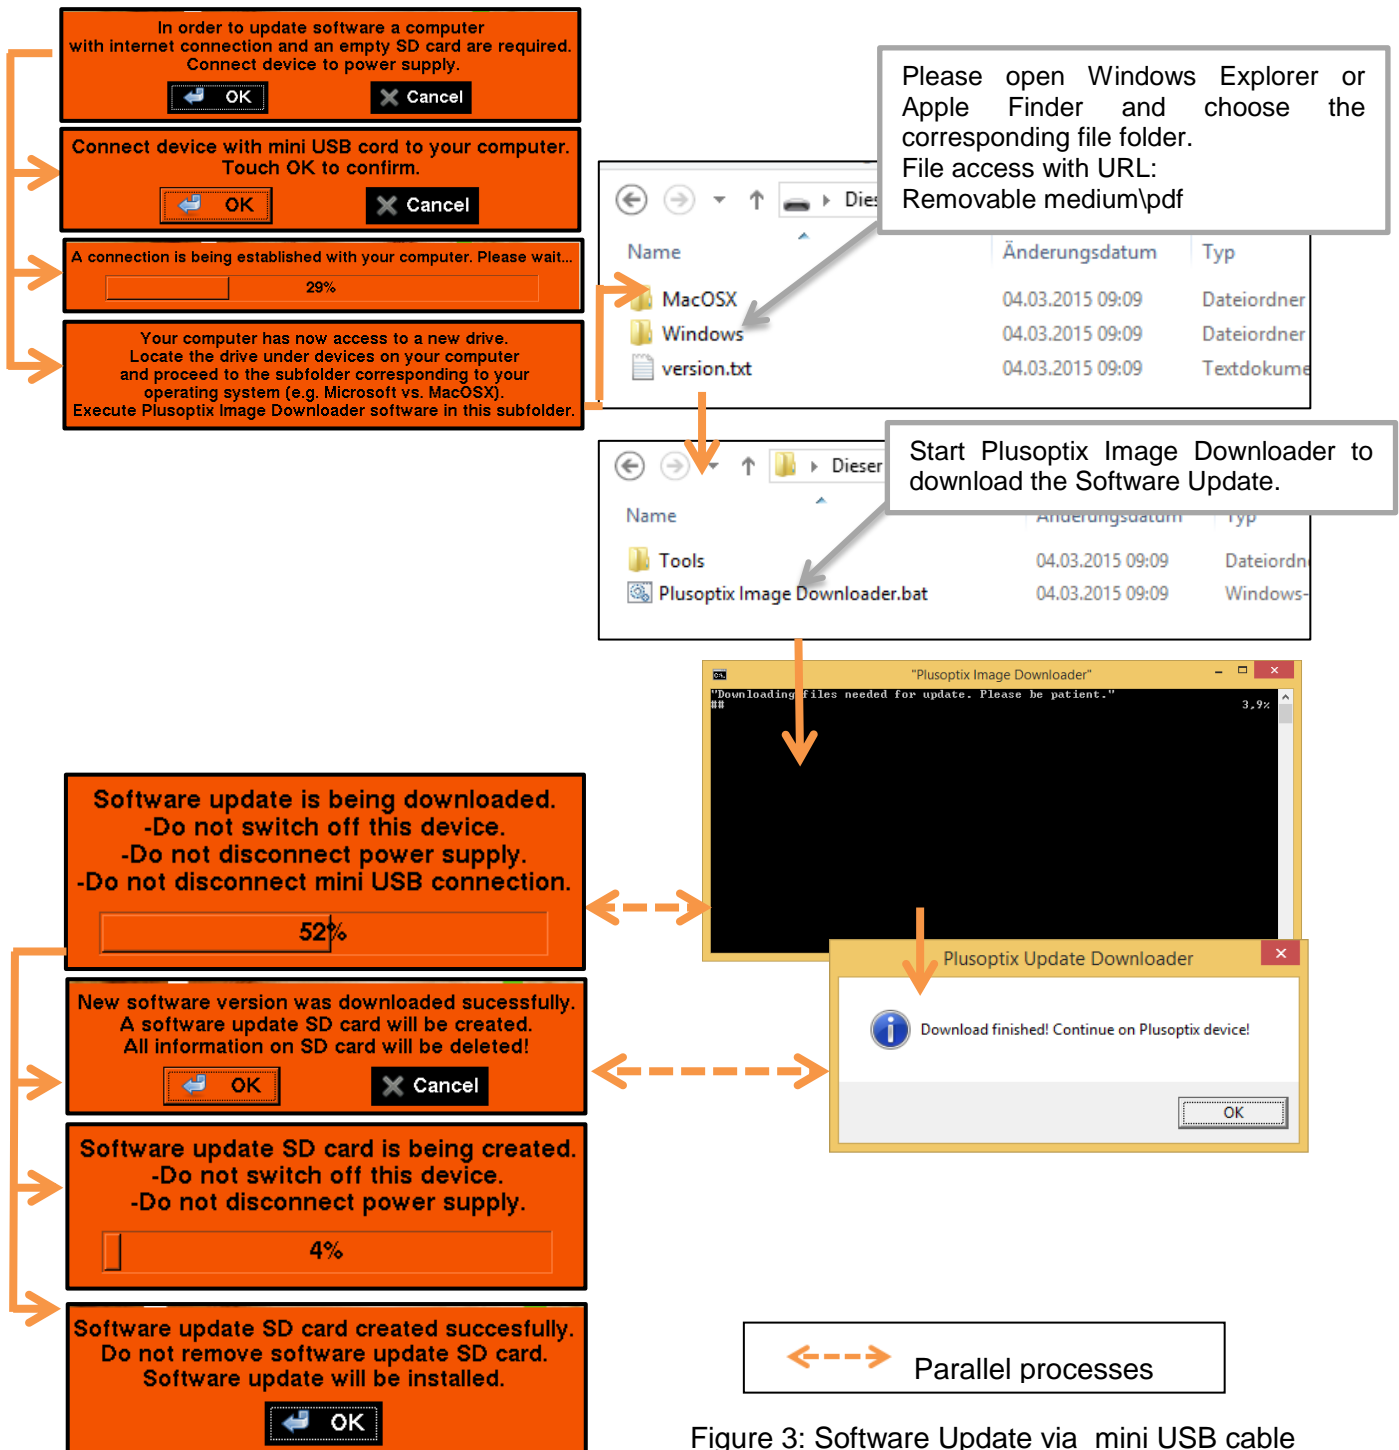 In order to update software a computer
with internet connection and an empty SD card are required.
Connect device to power supply.
OK
Cancel
Connect device with mini USB cord to your computer.
Touch OK to confirm.
OK
Cancel
A connection is being established with your computer. Please wait...
29%
Your computer has now access to a new drive.
Locate the drive under devices on your computer
and proceed to the subfolder corresponding to your
operating system (e.g. Microsoft vs. MacOSX).
Execute Plusoptix Image Downloader software in this subfolder.
Please open Windows Explorer or
Apple Finder and choose the
corresponding file folder.
File access with URL:
Removable medium\pdf
Name Änderungsdatum Typ
MacOSX 04.03.2015 09:09 Dateiordner
Windows 04.03.2015 09:09 Dateiordner
version.txt 04.03.2015 09:09 Textdokume
Start Plusoptix Image Downloader to
download the Software Update.
Dieser
Name Änderungsdatum Typ
Tools 04.03.2015 09:09 Dateiordn
Plusoptix Image Downloader.bat 04.03.2015 09:09 Windows-
"Plusoptix Image Downloader"
"Downloading files needed for update. Please be patient."
## 3,9%
Software update is being downloaded.
-Do not switch off this device.
-Do not disconnect power supply.
-Do not disconnect mini USB connection.
52%
Plusoptix Update Downloader
Download finished! Continue on Plusoptix device!
OK
New software version was downloaded sucessfully.
A software update SD card will be created.
All information on SD card will be deleted!
OK
Cancel
Software update SD card is being created.
-Do not switch off this device.
-Do not disconnect power supply.
4%
Software update SD card created succesfully.
Do not remove software update SD card.
Software update will be installed.
OK
Parallel processes
Figure 3: Software Update via mini USB cable